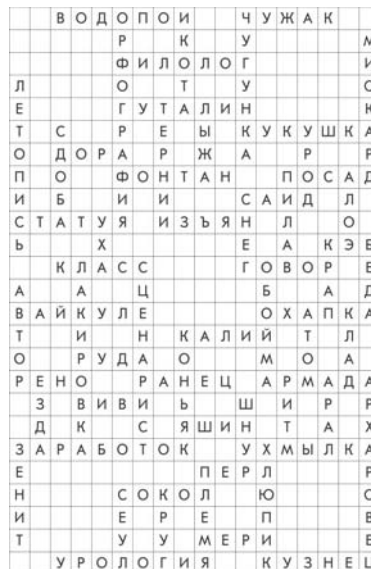 ВОДОПОИ ЧУЖАК
Р К У М
ФИЛОЛОГ И
Л О Т У О
Е ГУТАЛИН К
Т С Р Е Ы КУКУШКА
О ДОРА Р Ж А Р Р
П О ФОНТАН ПОСАД
И Б И И САИД Л
СТАТУЯ ИЗЪЯН Л О
Ь Х Е А КЭБ
КЛАСС ГОВОР Е
А А Ц Б А Д
ВАЙКУЛЕ ОХАПКА
Т И Н КАЛИЙ Т Л
О РУДА О М О А
РЕНО РАНЕЦ АРМАДА
З ВИВИ Ь Ш И Р Р
Д К С ЯШИН Т А Х
ЗАРАБОТОК УХМЫЛКА
Е ПЕРЛ Р
Н СОКОЛ Ю С
И Е Р Е П В
Т У У МЕРИ Е
УРОЛОГИЯ КУЗНЕЦ